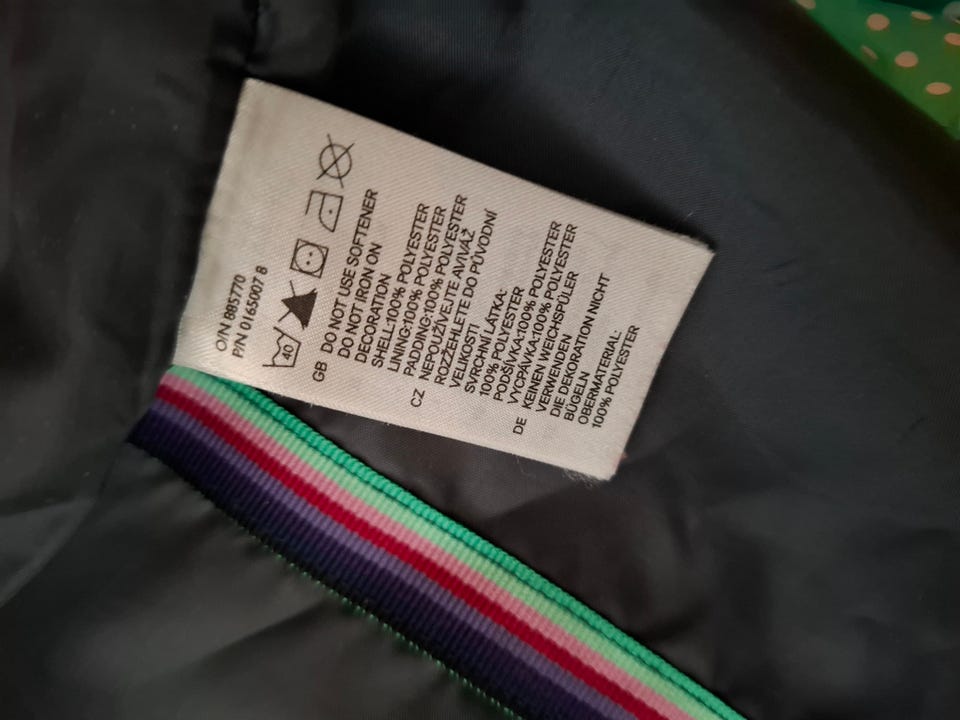 O/N 885770
P/N 0165007 8
40
GB DO NOT USE SOFTENER
DO NOT IRON ON
DECORATION
SHELL:100% POLYESTER
LINING:100% POLYESTER
PADDING:100% POLYESTER
CZ NEPOUŽÍVEJTE AVIVÁŽ
ROZŽEHLETE DO PŮVODNÍ
VELIKOSTI
SVRCHNÍ LÁTKA:
100% POLYESTER
PODŠÍVKA:100% POLYESTER
VYCPÁVKA:100% POLYESTER
DE KEINEN WEICHSPÜLER
VERWENDEN
DIE DEKORATION NICHT
BÜGELN
OBERMATERIAL:
100% POLYESTER